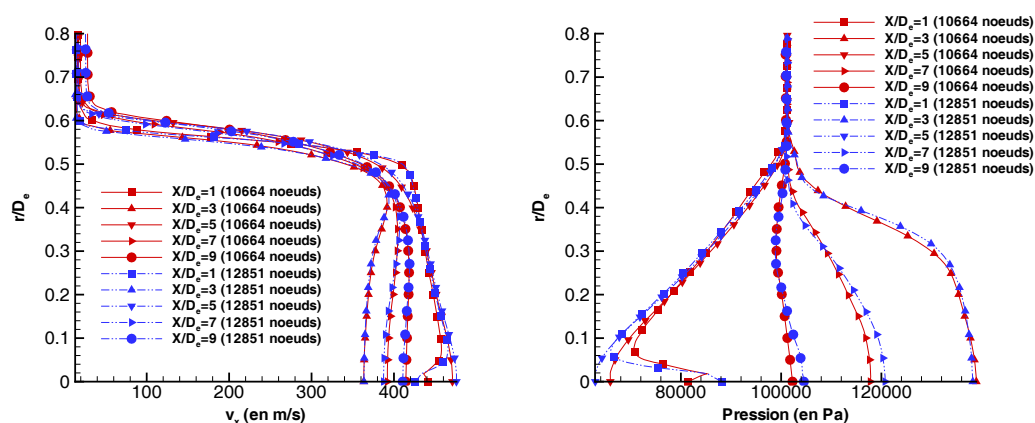 r/Dₑ
0.8
0.7
0.6
0.5
0.4
0.3
0.2
0.1
0
X/Dₑ=1 (10664 noeuds)
X/Dₑ=3 (10664 noeuds)
X/Dₑ=5 (10664 noeuds)
X/Dₑ=7 (10664 noeuds)
X/Dₑ=9 (10664 noeuds)
X/Dₑ=1 (12851 noeuds)
X/Dₑ=3 (12851 noeuds)
X/Dₑ=5 (12851 noeuds)
X/Dₑ=7 (12851 noeuds)
X/Dₑ=9 (12851 noeuds)
100 200 300 400
vₓ (en m/s)
r/Dₑ
0.8
0.7
0.6
0.5
0.4
0.3
0.2
0.1
0
X/Dₑ=1 (10664 noeuds)
X/Dₑ=3 (10664 noeuds)
X/Dₑ=5 (10664 noeuds)
X/Dₑ=7 (10664 noeuds)
X/Dₑ=9 (10664 noeuds)
X/Dₑ=1 (12851 noeuds)
X/Dₑ=3 (12851 noeuds)
X/Dₑ=5 (12851 noeuds)
X/Dₑ=7 (12851 noeuds)
X/Dₑ=9 (12851 noeuds)
80000 100000 120000
Pression (en Pa)